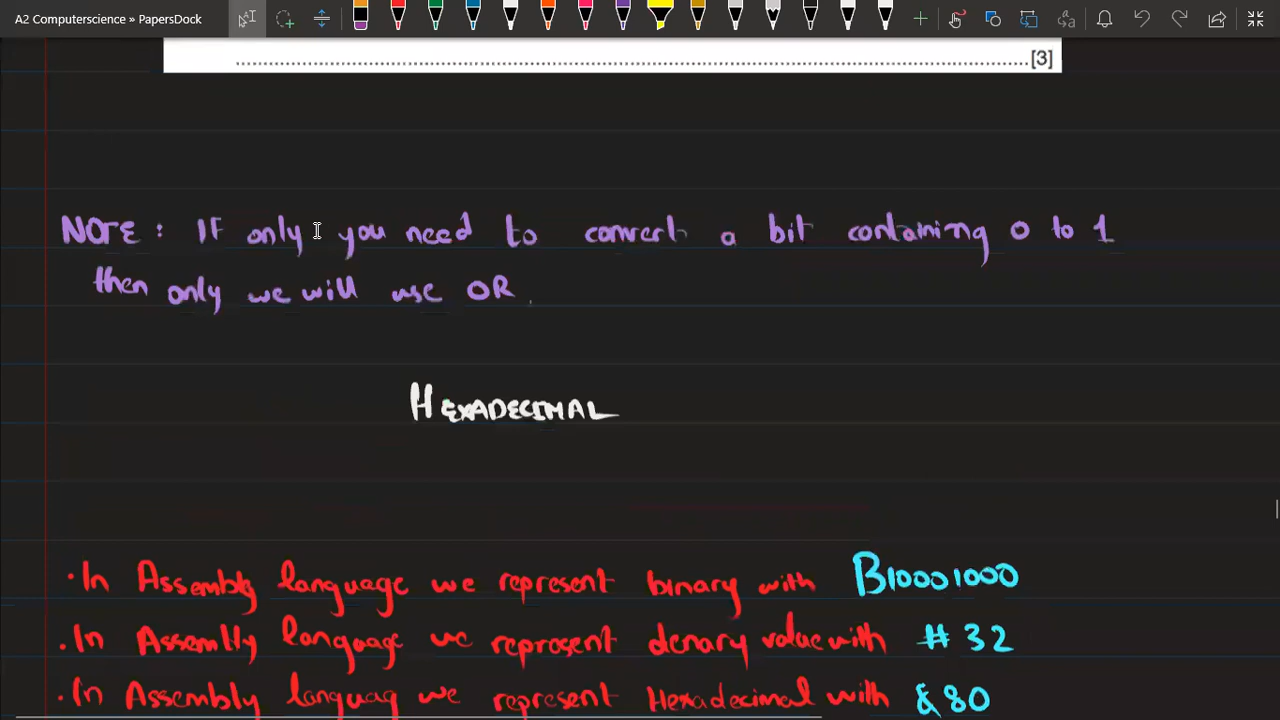 A2 Computerscience » PapersDock
[3]
NOTE : IF only you need to convert a bit containing 0 to 1
then only we will use OR .
HEXADECIMAL
· In Assembly language we represent binary with B10001000
· In Assembly language we represent denary value with # 32
· In Assembly languag we represent Hexadecimal with &80